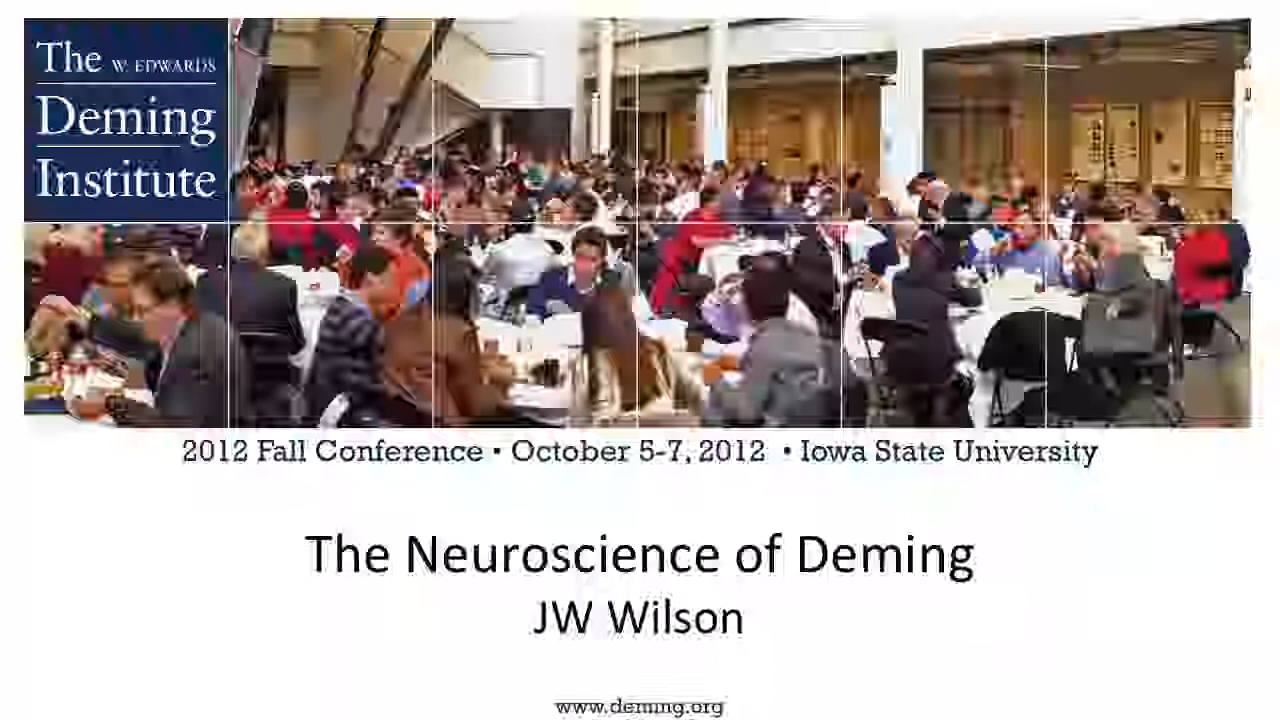 The W. EDWARDS
Deming
Institute
2012 Fall Conference • October 5-7, 2012 • Iowa State University
The Neuroscience of Deming
JW Wilson
www.deming.org